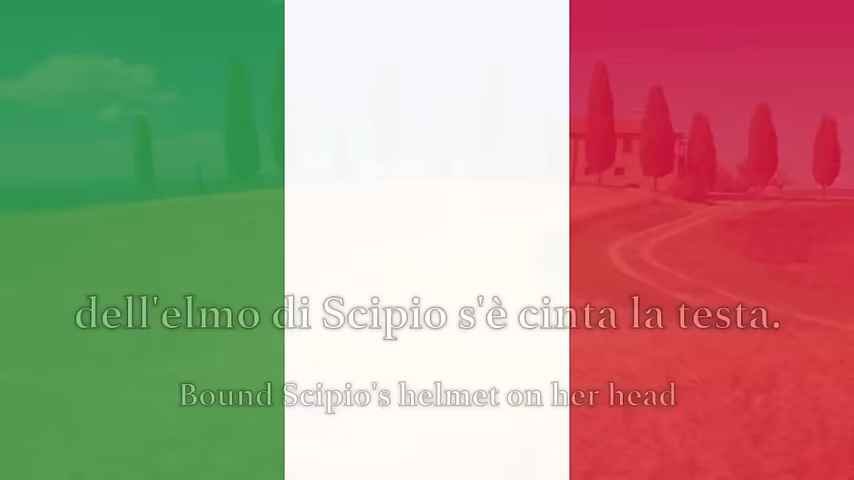 dell'elmo di Scipio s'è cinta la testa.
Bound Scipio's helmet on her head